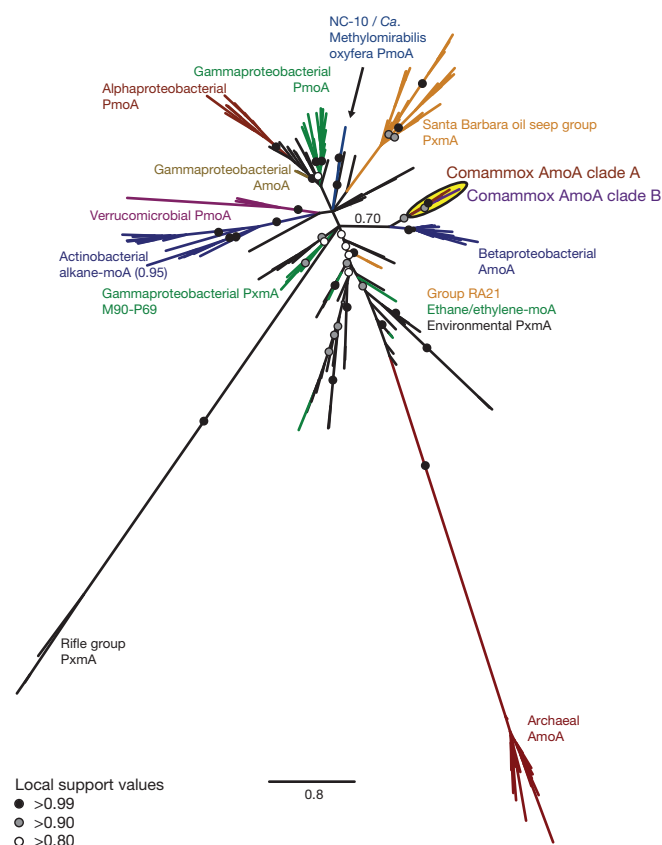 NC-10 / Ca.
Methylomirabilis
oxyfera PmoA
Gammaproteobacterial
PmoA
Alphaproteobacterial
PmoA
Santa Barbara oil seep group
PxmA
Gammaproteobacterial
AmoA
Comammox AmoA clade A
Comammox AmoA clade B
Verrucomicrobial PmoA
0.70
Actinobacterial
alkane-moA (0.95)
Betaproteobacterial
AmoA
Gammaproteobacterial PxmA
M90-P69
Group RA21
Ethane/ethylene-moA
Environmental PxmA
Rifle group
PxmA
Archaeal
AmoA
Local support values
>0.99
>0.90
>0.80
0.8